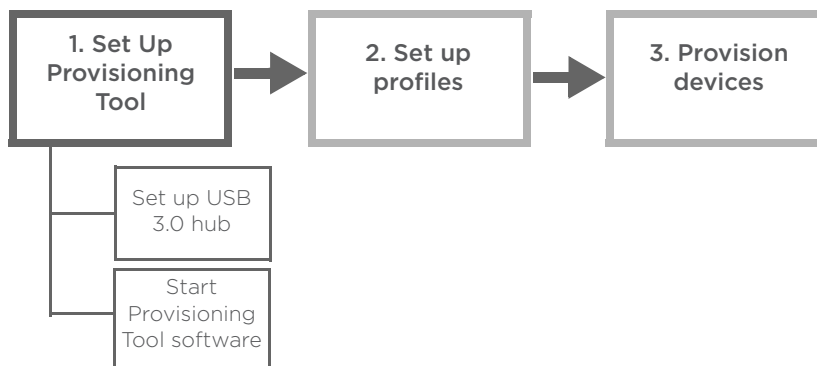 1. Set Up
Provisioning
Tool
2. Set up
profiles
3. Provision
devices
Set up USB
3.0 hub
Start
Provisioning
Tool software